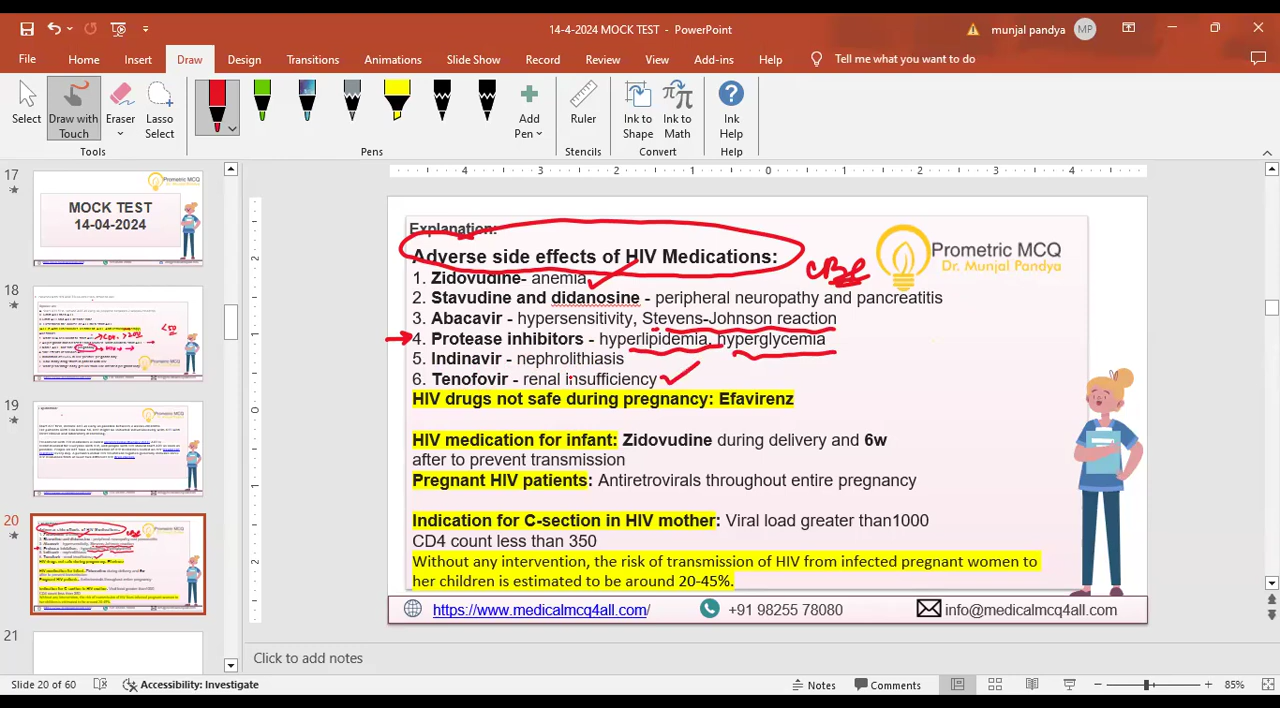 14-4-2024 MOCK TEST - PowerPoint
munjal pandya
MP
File
Home
Insert
Draw
Design
Transitions
Animations
Slide Show
Record
Review
View
Add-ins
Help
Tell me what you want to do
Select
Draw with Touch
Eraser
Lasso Select
Add Pen
Ruler
Ink to Shape
Ink to Math
Ink Help
Tools
Pens
Stencils
Convert
Help
17
Prometric MCQ
MOCK TEST
14-04-2024
18
19
20
21
Explanation:
Adverse side effects of HIV Medications:
1. Zidovudine- anemia
2. Stavudine and didanosine - peripheral neuropathy and pancreatitis
3. Abacavir - hypersensitivity, Stevens-Johnson reaction
4. Protease inhibitors - hyperlipidemia, hyperglycemia
5. Indinavir - nephrolithiasis
6. Tenofovir - renal insufficiency
HIV drugs not safe during pregnancy: Efavirenz
HIV medication for infant: Zidovudine during delivery and 6w
after to prevent transmission
Pregnant HIV patients: Antiretrovirals throughout entire pregnancy
Indication for C-section in HIV mother: Viral load greater than1000
CD4 count less than 350
Without any intervention, the risk of transmission of HIV from infected pregnant women to
her children is estimated to be around 20-45%.
CBC
Prometric MCQ
Dr. Munjal Pandya
https://www.medicalmcq4all.com/
+91 98255 78080
info@medicalmcq4all.com
Click to add notes
Slide 20 of 60
Accessibility: Investigate
Notes
Comments
85%